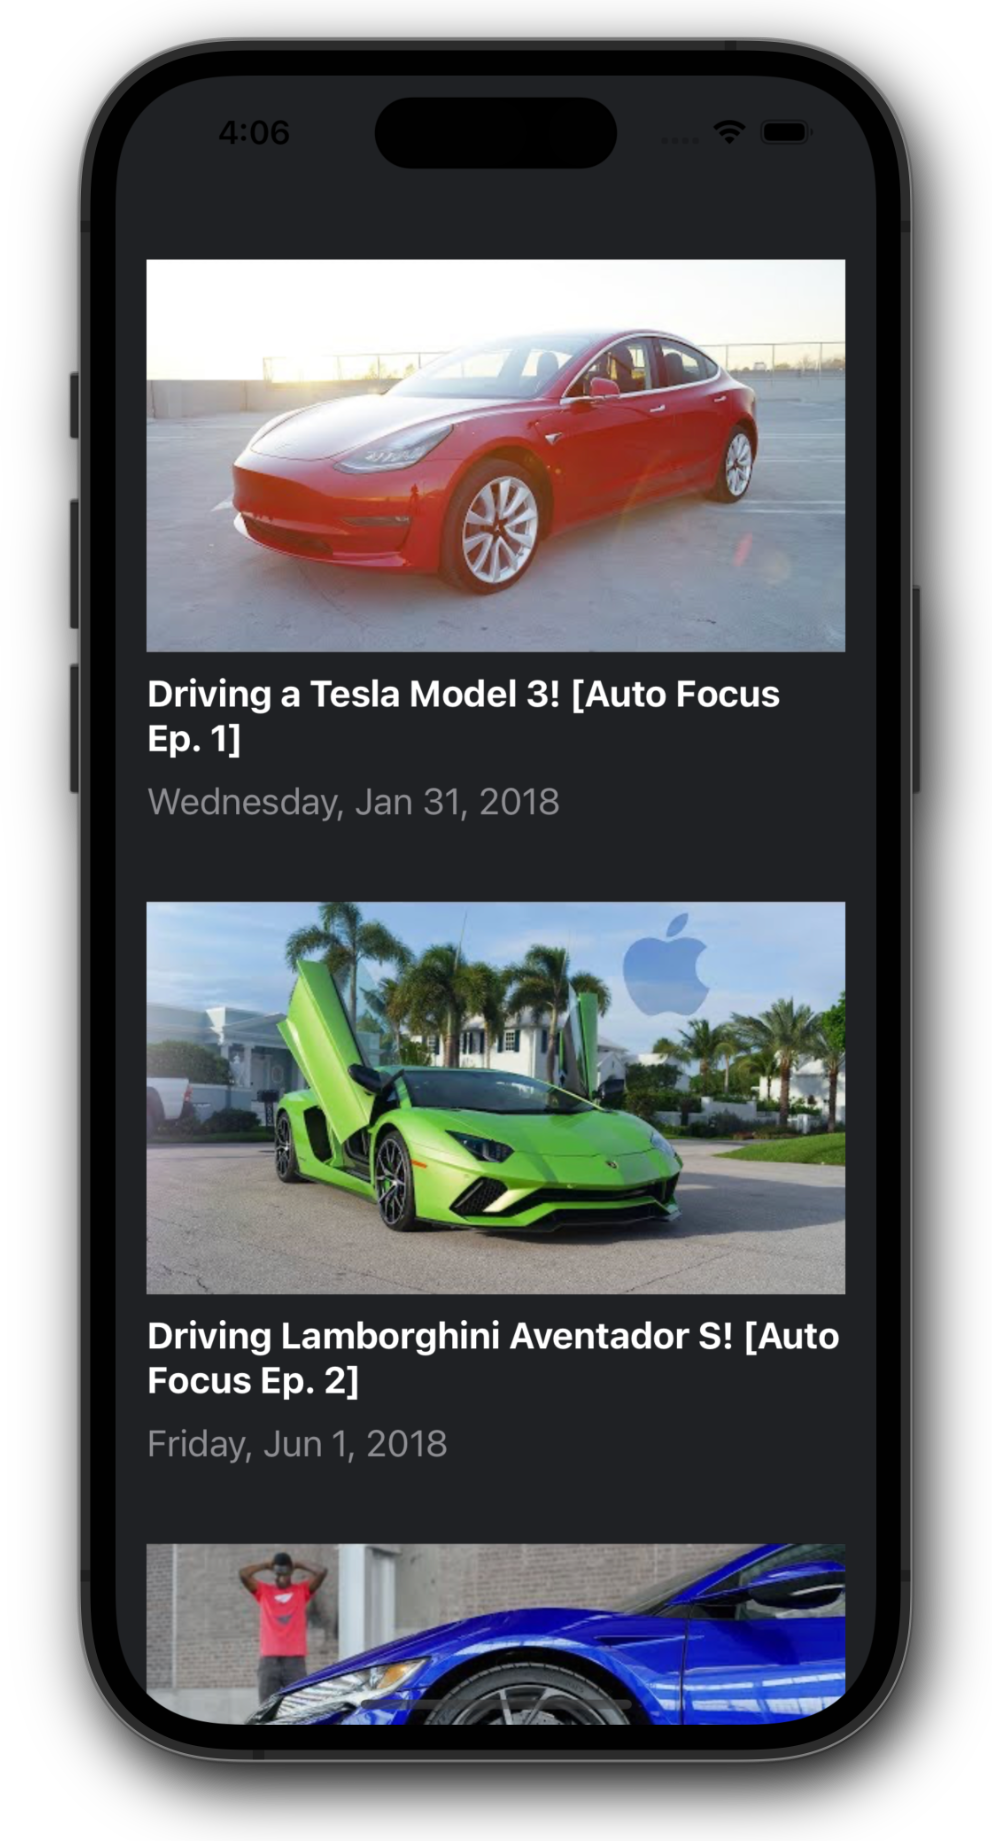 4:06
Driving a Tesla Model 3! [Auto Focus
Ep. 1]
Wednesday, Jan 31, 2018
Driving Lamborghini Aventador S! [Auto
Focus Ep. 2]
Friday, Jun 1, 2018